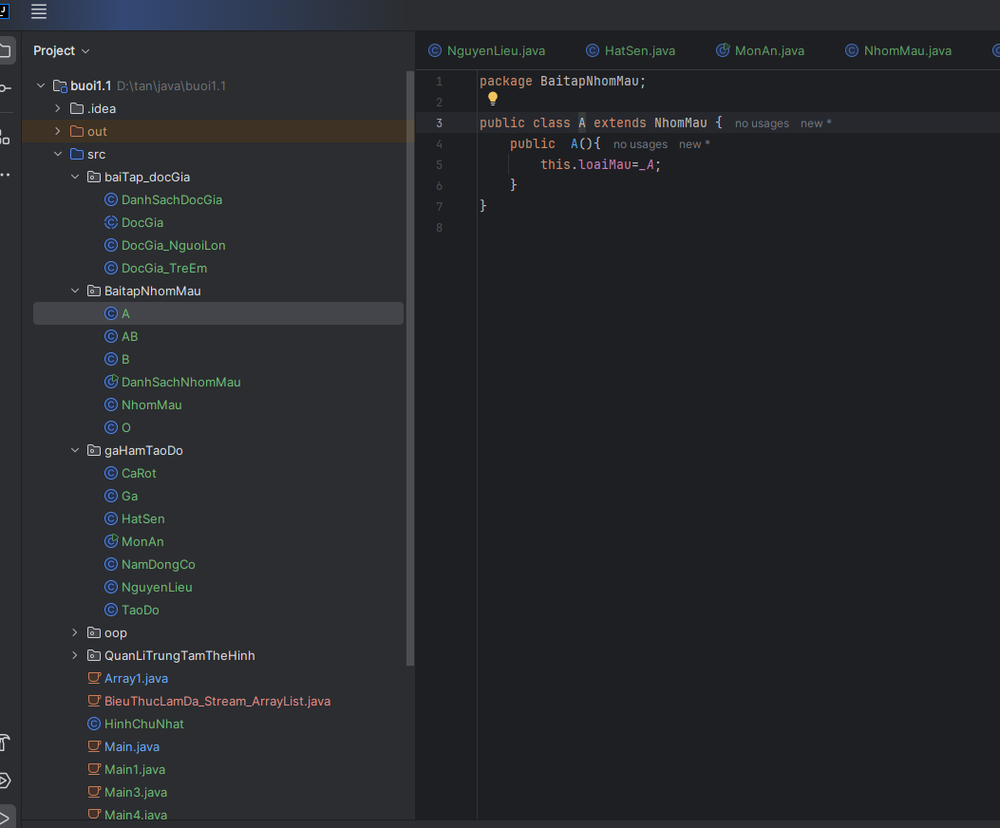 Project
buoi1.1 D:\tan\java\buoi1.1
.idea
out
src
baiTap_docGia
DanhSachDocGia
DocGia
DocGia_NguoiLon
DocGia_TreEm
BaitapNhomMau
A
AB
B
DanhSachNhomMau
NhomMau
O
gaHamTaoDo
CaRot
Ga
HatSen
MonAn
NamDongCo
NguyenLieu
TaoDo
oop
QuanLiTrungTamTheHinh
Array1.java
BieuThucLamDa_Stream_ArrayList.java
HinhChuNhat
Main.java
Main1.java
Main3.java
Main4.java
NguyenLieu.java HatSen.java MonAn.java NhomMau.java
1 package BaitapNhomMau;
2
3 public class A extends NhomMau { no usages new *
4 public A(){ no usages new *
5 this.loaiMau=_A;
6 }
7 }
8